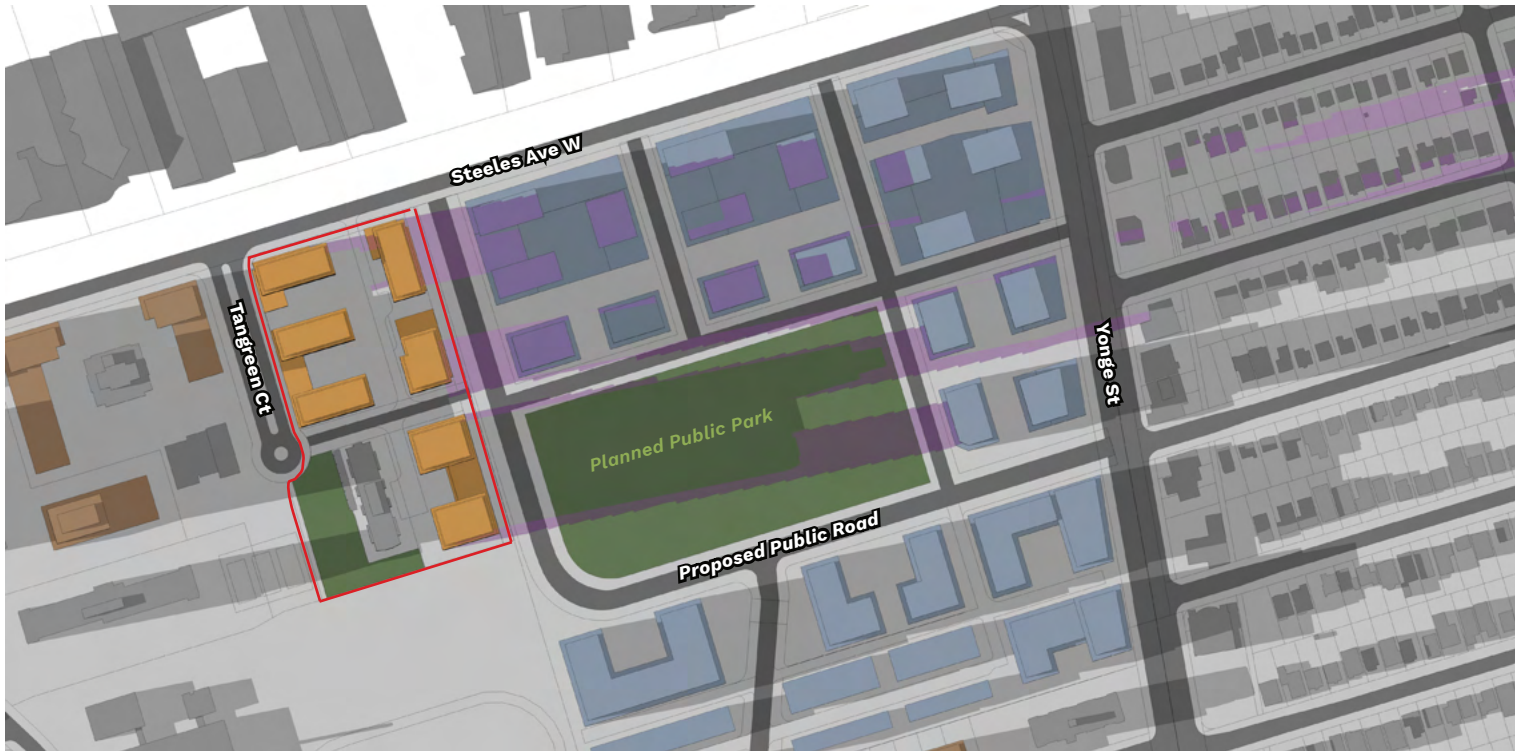 Steeles Ave W
Tangreen Ct
Yonge St
Planned Public Park
Proposed Public Road